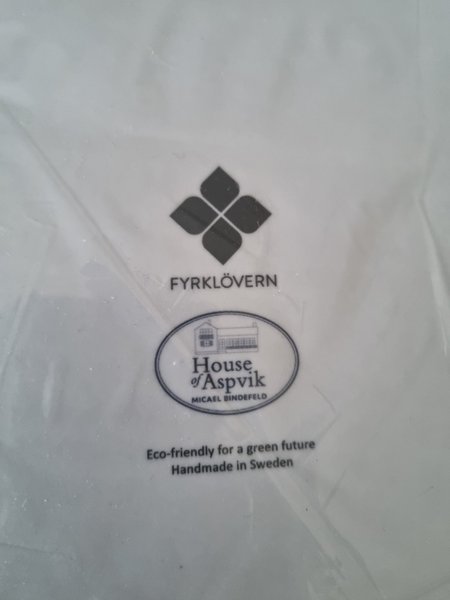 FYRKLÖVERN
House
of Aspvik
MICAEL BINDEFELD
Eco-friendly for a green future
Handmade in Sweden